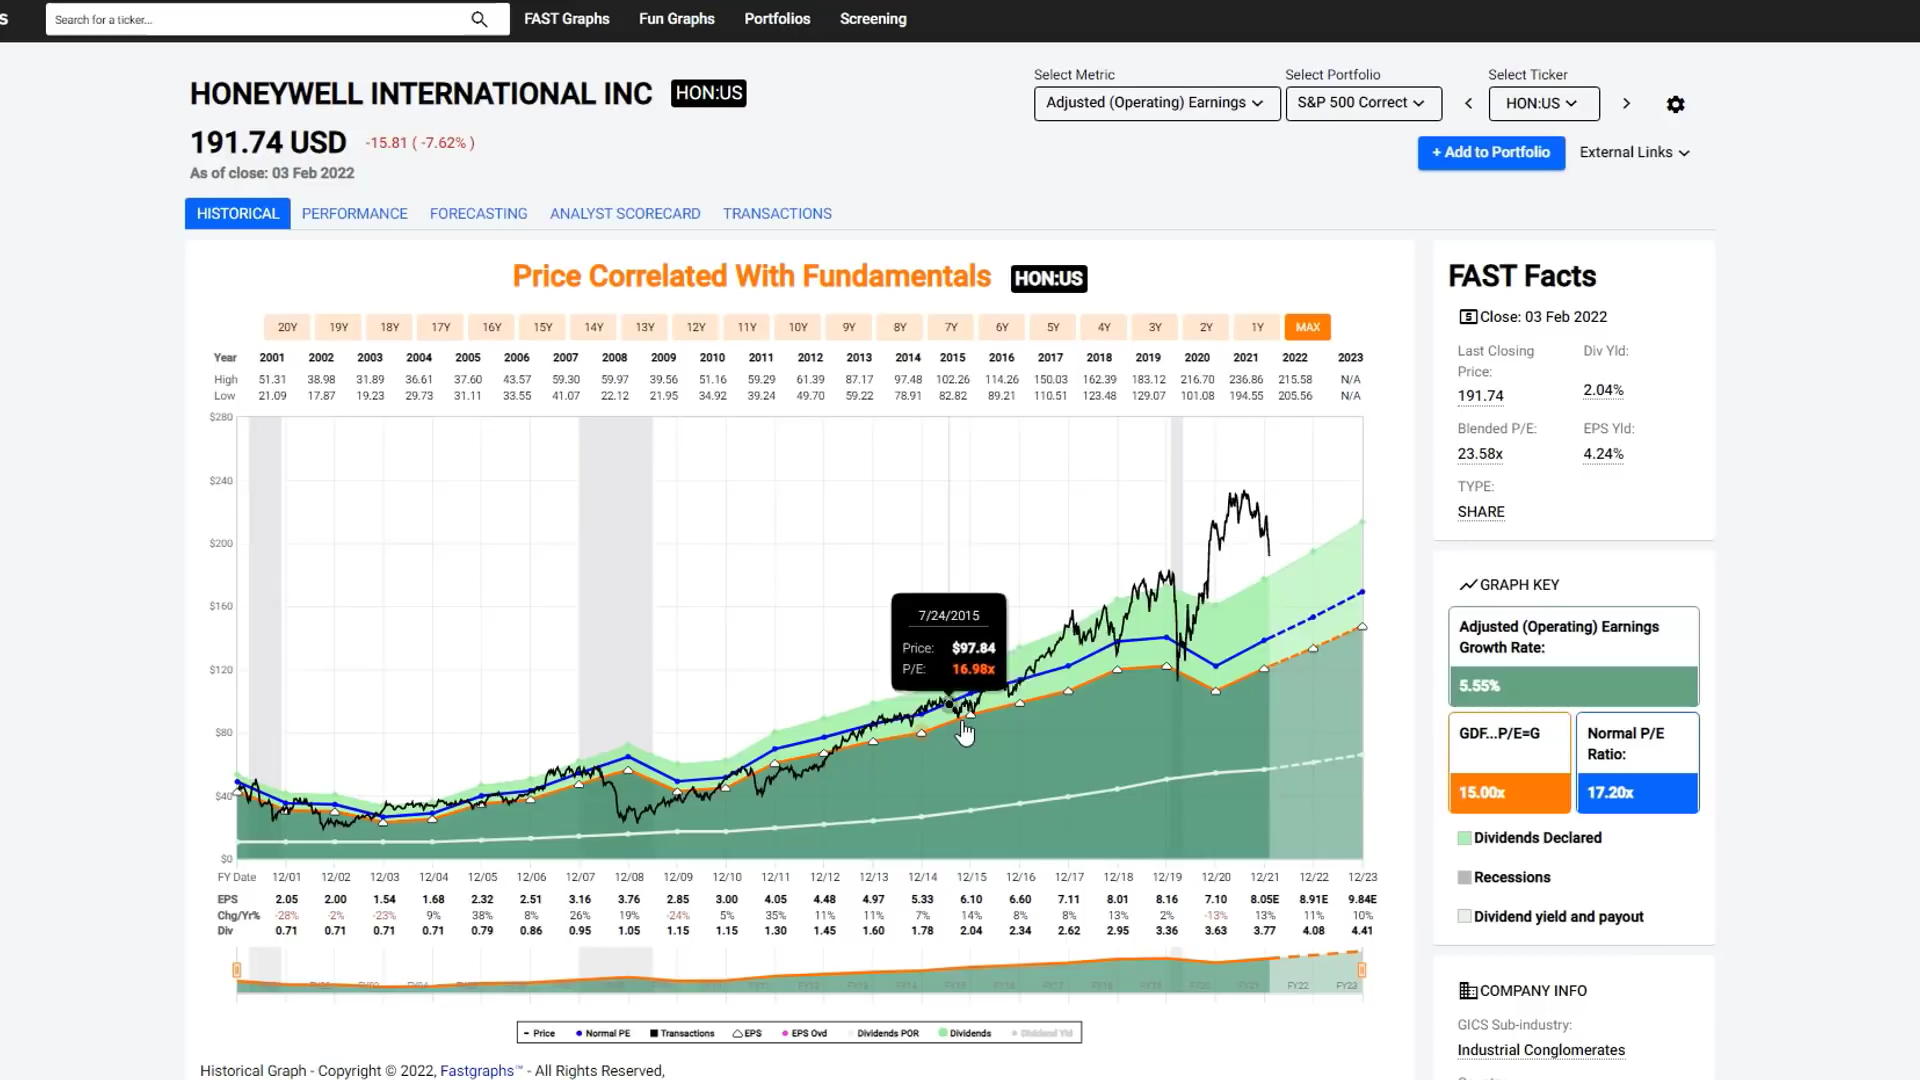 s
Search for a ticker...
FAST Graphs
Fun Graphs
Portfolios
Screening
HONEYWELL INTERNATIONAL INC HON:US
191.74 USD -15.81 ( -7.62% )
As of close: 03 Feb 2022
Select Metric
Adjusted (Operating) Earnings
Select Portfolio
S&P 500 Correct
Select Ticker
HON:US
+ Add to Portfolio
External Links
HISTORICAL PERFORMANCE FORECASTING ANALYST SCORECARD TRANSACTIONS
Price Correlated With Fundamentals HON:US
20Y 19Y 18Y 17Y 16Y 15Y 14Y 13Y 12Y 11Y 10Y 9Y 8Y 7Y 6Y 5Y 4Y 3Y 2Y 1Y MAX
Year 2001 2002 2003 2004 2005 2006 2007 2008 2009 2010 2011 2012 2013 2014 2015 2016 2017 2018 2019 2020 2021 2022 2023
High 51.31 38.98 31.89 36.61 37.60 43.57 59.30 59.97 39.56 51.16 59.29 61.39 87.17 97.48 102.26 114.26 150.03 162.39 183.12 216.70 236.86 215.58 N/A
Low 21.09 17.87 19.23 29.73 31.11 33.55 41.07 22.12 21.95 34.92 39.24 49.70 59.22 78.91 82.82 89.21 110.51 123.48 129.07 101.08 194.55 205.56 N/A
$280
$240
$200
$160
$120
$80
$40
$0
7/24/2015
Price: $97.84
P/E: 16.98x
FY Date 12/01 12/02 12/03 12/04 12/05 12/06 12/07 12/08 12/09 12/10 12/11 12/12 12/13 12/14 12/15 12/16 12/17 12/18 12/19 12/20 12/21 12/22 12/23
EPS 2.05 2.00 1.54 1.68 2.32 2.51 3.16 3.76 2.85 3.00 4.05 4.48 4.97 5.33 6.10 6.60 7.11 8.01 8.16 7.10 8.05E 8.91E 9.84E
Chg/Yr% -28% -2% -23% 9% 38% 8% 26% 19% -24% 5% 35% 11% 11% 7% 14% 8% 8% 13% 2% -13% 13% 11% 10%
Div 0.71 0.71 0.71 0.71 0.79 0.86 0.95 1.05 1.15 1.15 1.30 1.45 1.60 1.78 2.04 2.34 2.62 2.95 3.36 3.63 3.77 4.08 4.41
FY22 FY23
Price Normal PE Transactions EPS EPS Ovd Dividends POR Dividends Dividend Yld
Historical Graph - Copyright © 2022, Fastgraphs™ - All Rights Reserved,
FAST Facts
Close: 03 Feb 2022
Last Closing Price:
191.74
Div Yld:
2.04%
Blended P/E:
23.58x
EPS Yld:
4.24%
TYPE:
SHARE
GRAPH KEY
Adjusted (Operating) Earnings
Growth Rate:
5.55%
GDF...P/E=G
15.00x
Normal P/E
Ratio:
17.20x
Dividends Declared
Recessions
Dividend yield and payout
COMPANY INFO
GICS Sub-industry:
Industrial Conglomerates